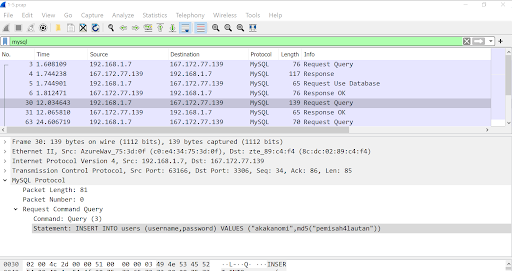 1.pcap
File Edit View Go Capture Analyze Statistics Telephony Wireless Tools Help
mysql
No. Time Source Destination Protocol Length Info
3 1.608109 192.168.1.7 167.172.77.139 MySQL 76 Request Query
4 1.744238 167.172.77.139 192.168.1.7 MySQL 117 Response
5 1.744901 192.168.1.7 167.172.77.139 MySQL 65 Request Use Database
6 1.812471 167.172.77.139 192.168.1.7 MySQL 76 Response OK
30 12.034643 192.168.1.7 167.172.77.139 MySQL 139 Request Query
31 12.065810 167.172.77.139 192.168.1.7 MySQL 65 Response OK
63 24.606719 192.168.1.7 167.172.77.139 MySQL 70 Request Query
Frame 30: 139 bytes on wire (1112 bits), 139 bytes captured (1112 bits)
Ethernet II, Src: AzureWav_75:3d:0f (c0:e4:34:75:3d:0f), Dst: zte_89:c4:f4 (8c:dc:02:89:c4:f4)
Internet Protocol Version 4, Src: 192.168.1.7, Dst: 167.172.77.139
Transmission Control Protocol, Src Port: 63166, Dst Port: 3306, Seq: 34, Ack: 86, Len: 85
MySQL Protocol
Packet Length: 81
Packet Number: 0
Request Command Query
Command: Query (3)
Statement: INSERT INTO users (username,password) VALUES ("akakanomi",md5("pemisah4lautan"))
0030 02 00 4c 2d 00 00 51 00 00 00 03 49 4e 53 45 52 ··L-··Q· ···INSER